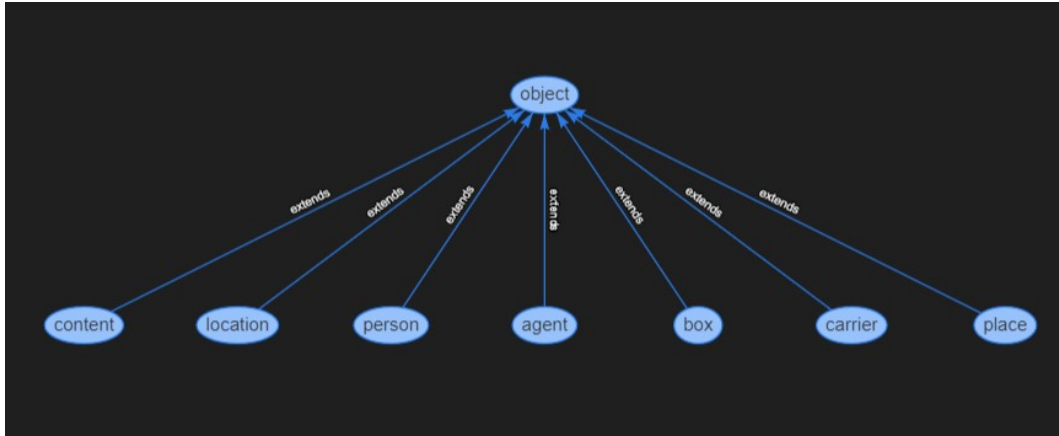 object
extends extends extends extends extends extends extends
content location person agent box carrier place